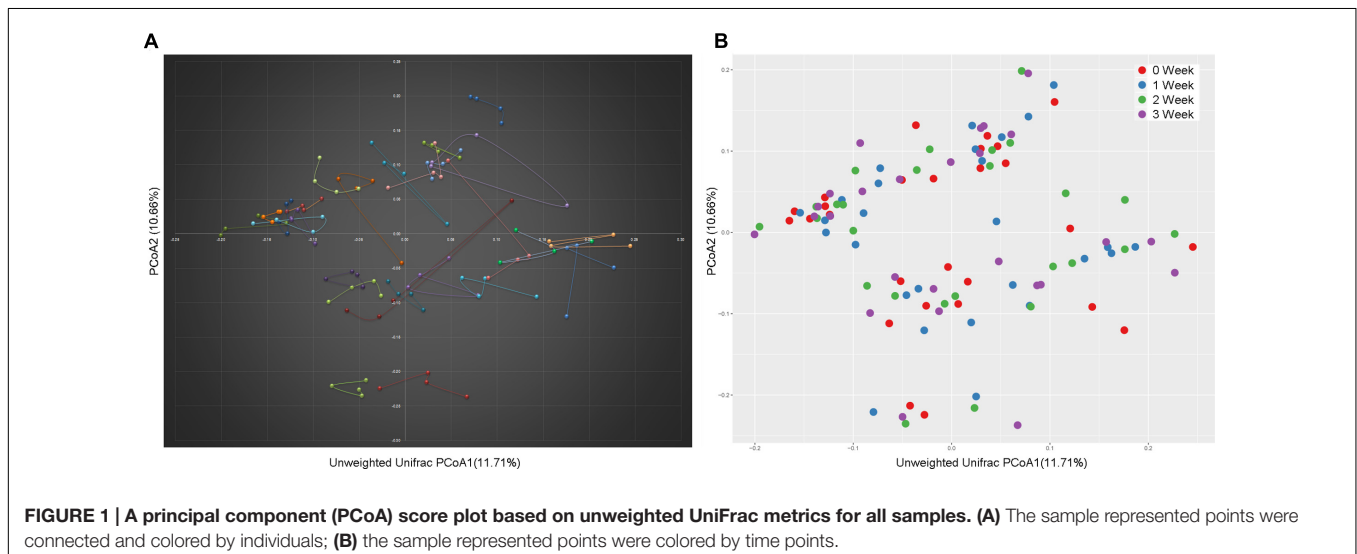 A
B
PCoA2 (10.66%)
Unweighted Unifrac PCoA1(11.71%)
PCoA2 (10.66%)
0.2
0.1
0.0
−0.1
−0.2
−0.2
−0.1
0.0
0.1
0.2
Unweighted Unifrac PCoA1(11.71%)
0 Week
1 Week
2 Week
3 Week
FIGURE 1 | A principal component (PCoA) score plot based on unweighted UniFrac metrics for all samples. (A) The sample represented points were
connected and colored by individuals; (B) the sample represented points were colored by time points.